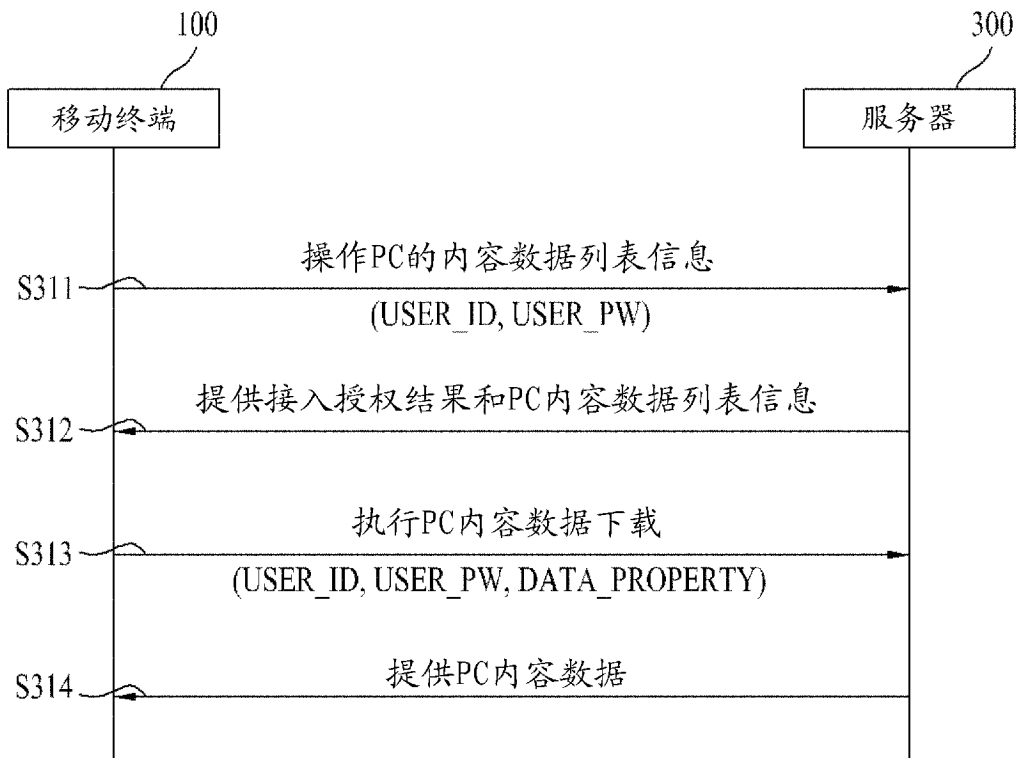 100
300
移动终端
服务器
操作PC的内容数据列表信息
S311
(USER_ID, USER_PW)
提供接入授权结果和PC内容数据列表信息
S312
执行PC内容数据下载
S313
(USER_ID, USER_PW, DATA_PROPERTY)
提供PC内容数据
S314